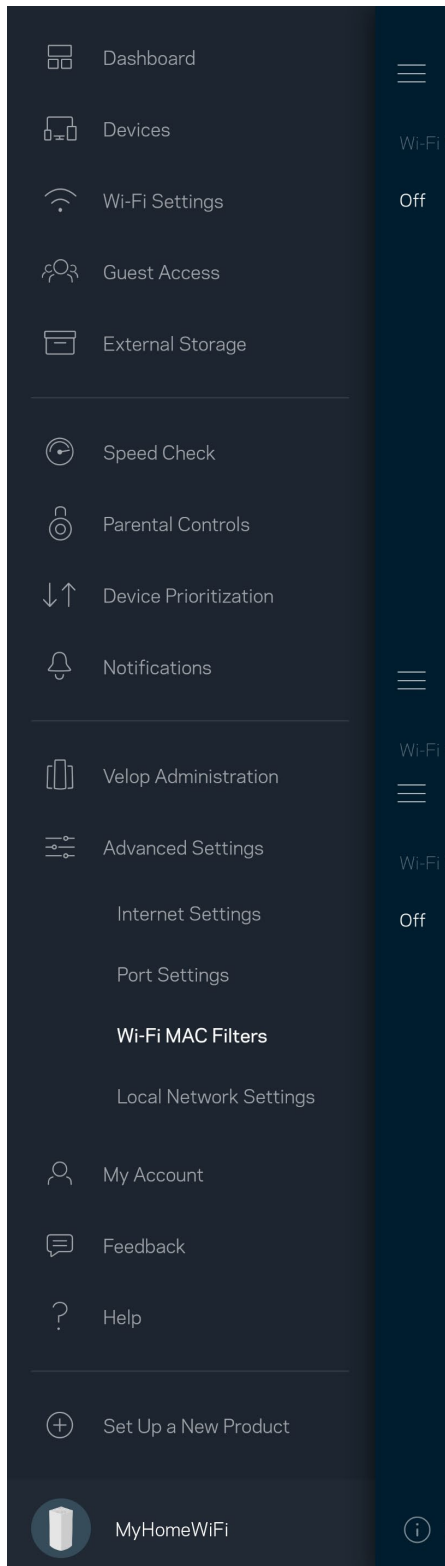 Dashboard
Devices
Wi-Fi Settings
Guest Access
External Storage
Speed Check
Parental Controls
Device Prioritization
Notifications
Velop Administration
Advanced Settings
Internet Settings
Port Settings
Wi-Fi MAC Filters
Local Network Settings
My Account
Feedback
Help
Set Up a New Product
MyHomeWiFi
Wi-Fi
Off
Wi-Fi
Wi-Fi
Off